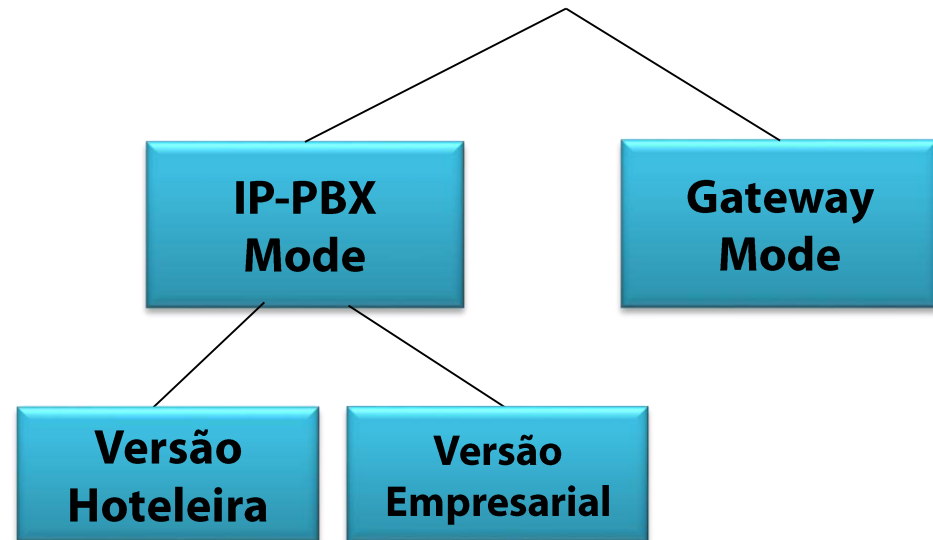 IP-PBX
Mode
Gateway
Mode
Versão
Hoteleira
Versão
Empresarial